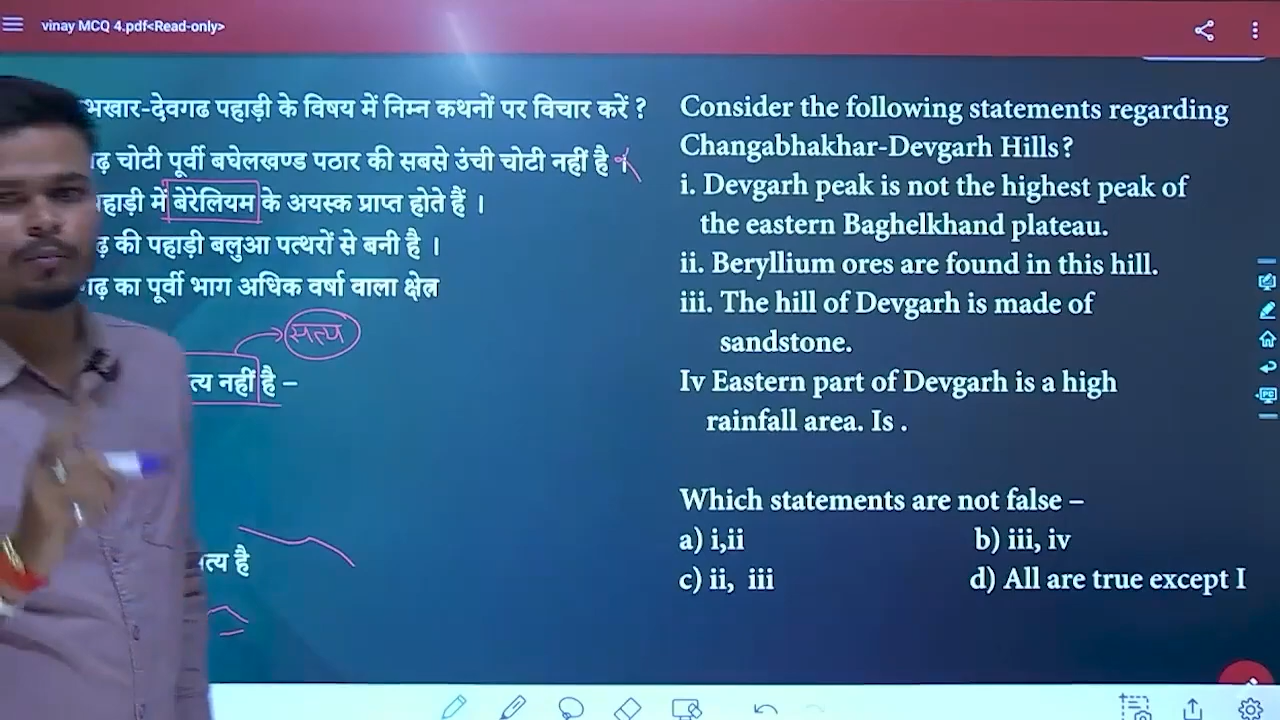 vinay MCQ 4.pdf<Read-only>
भखार-देवगढ पहाड़ी के विषय में निम्न कथनों पर विचार करें ?
चोटी पूर्वी बघेलखण्ड पठार की सबसे उंची चोटी नहीं है ।
में बेरेलियम के अयस्क प्राप्त होते हैं ।
की पहाड़ी बलुआ पत्थरों से बनी है ।
का पूर्वी भाग अधिक वर्षा वाला क्षेत्र
सत्य
नहीं है –
है
Consider the following statements regarding
Changabhakhar-Devgarh Hills?
i. Devgarh peak is not the highest peak of
the eastern Baghelkhand plateau.
ii. Beryllium ores are found in this hill.
iii. The hill of Devgarh is made of
sandstone.
Iv Eastern part of Devgarh is a high
rainfall area. Is .
Which statements are not false –
a) i,ii b) iii, iv
c) ii, iii d) All are true except I